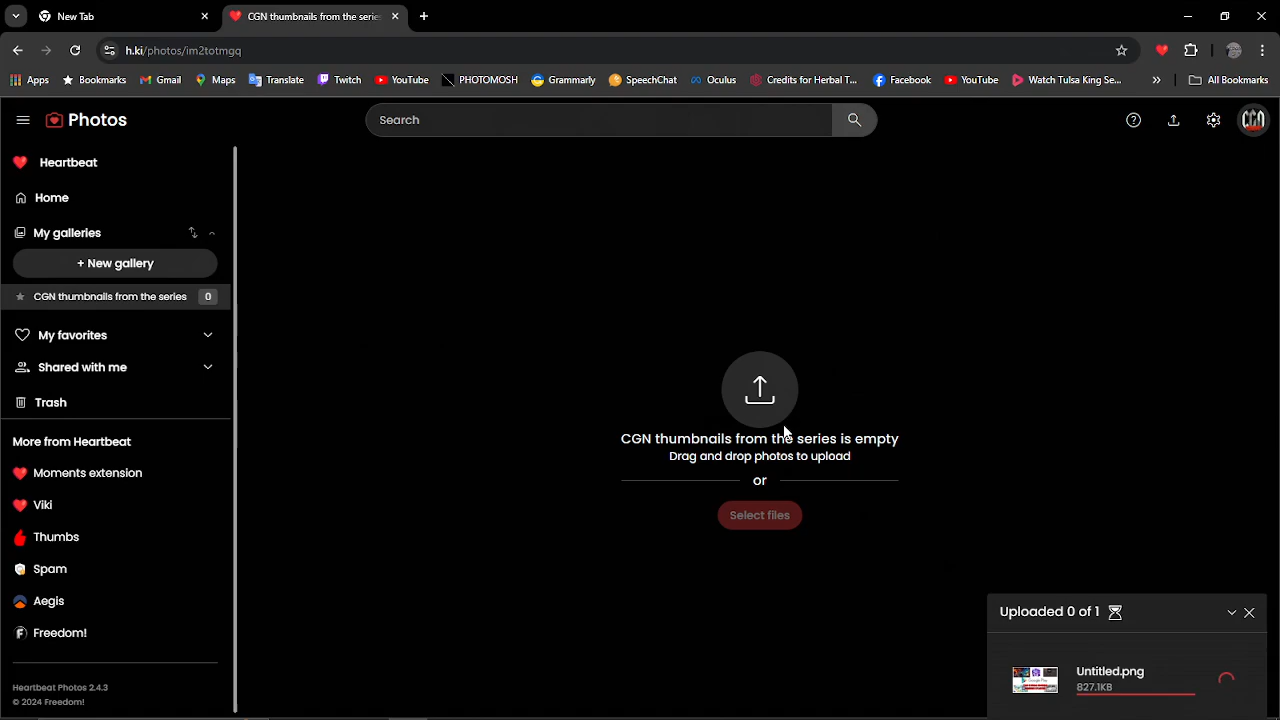 New Tab
CGN thumbnails from the series
h.ki/photos/im2totmgq
Apps
Bookmarks
Gmail
Maps
Translate
Twitch
YouTube
PHOTOMOSH
Grammarly
SpeechChat
Oculus
Credits for Herbal T...
Facebook
YouTube
Watch Tulsa King Se...
All Bookmarks
Photos
Search
CGN
Heartbeat
Home
My galleries
+ New gallery
CGN thumbnails from the series 0
My favorites
Shared with me
Trash
More from Heartbeat
Moments extension
Viki
Thumbs
Spam
Aegis
Freedom!
Heartbeat Photos 2.4.3
© 2024 Freedom!
CGN thumbnails from the series is empty
Drag and drop photos to upload
or
Select files
Uploaded 0 of 1
Untitled.png
827.1KB